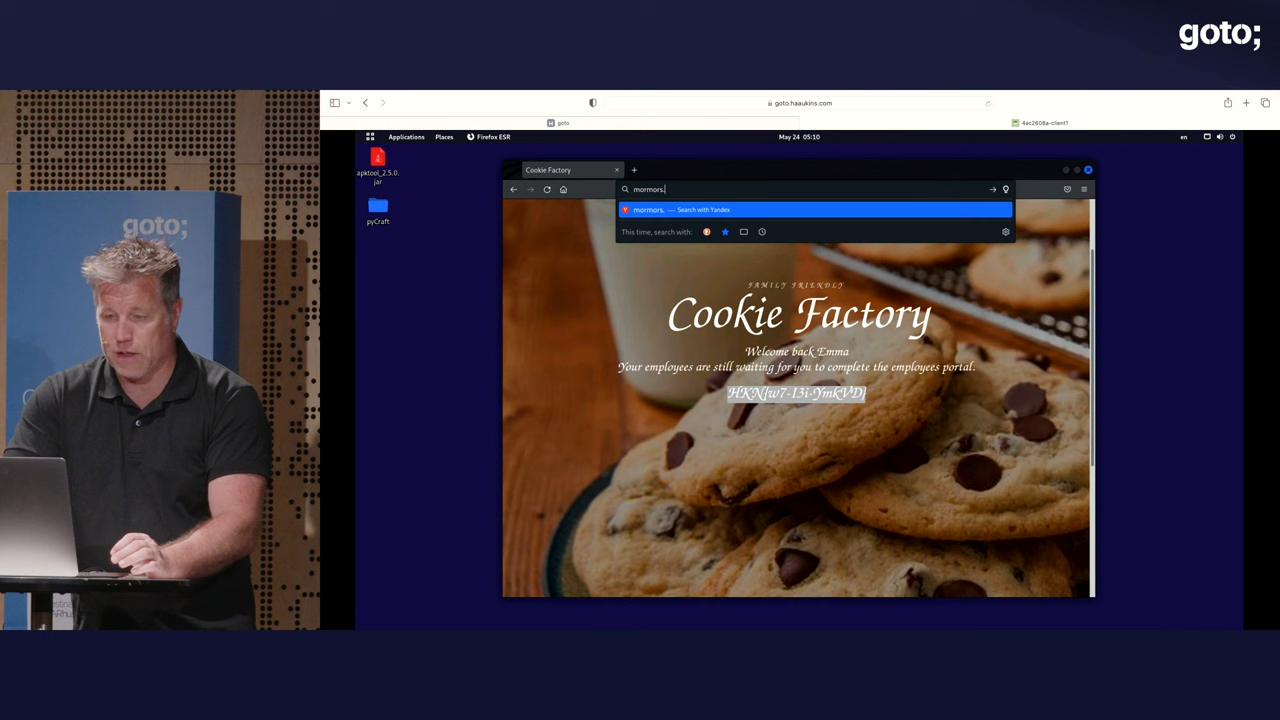 goto;
goto.haaukins.com
goto
4ac2608a-client1
Applications Places Firefox ESR
May 24 05:10
en
apktool_2.5.0.
jar
pyCraft
Cookie Factory
mormors.
mormors. — Search with Yandex
This time, search with:
FAMILY FRIENDLY
Cookie Factory
Welcome back Emma
Your employees are still waiting for you to complete the employees portal.
HKN{w7-I3i-YmkVD}
goto;